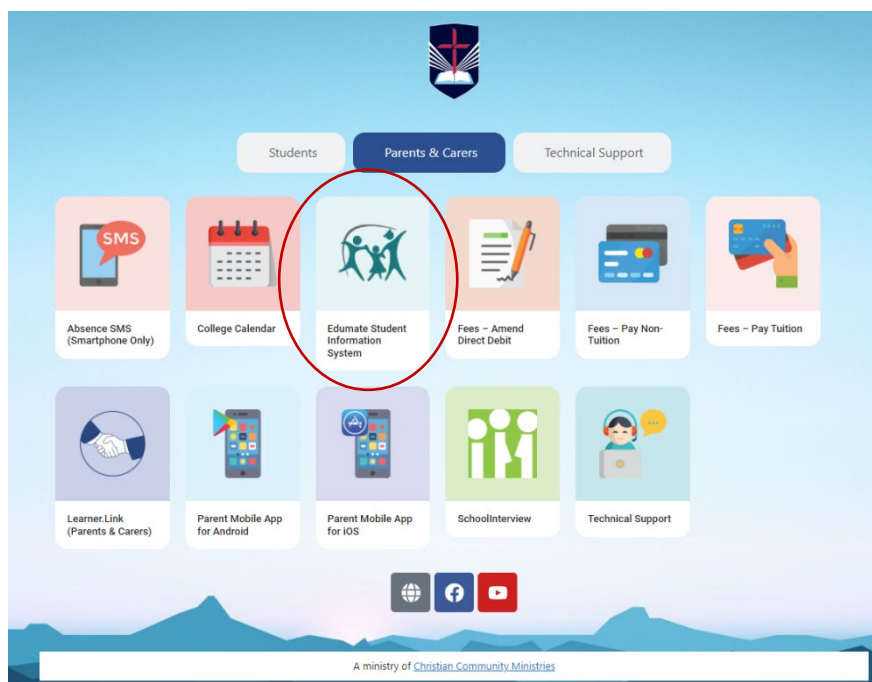 Students
Parents & Carers
Technical Support
SMS
Absence SMS
(Smartphone Only)
College Calendar
Edumate Student
Information
System
Fees – Amend
Direct Debit
Fees – Pay Non-
Tuition
Fees – Pay Tuition
Learner.Link
(Parents & Carers)
Parent Mobile App
for Android
Parent Mobile App
for iOS
SchoolInterview
Technical Support
A ministry of Christian Community Ministries